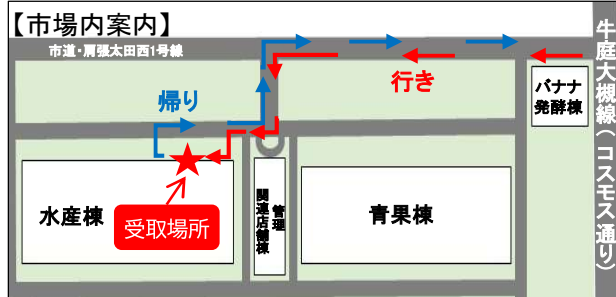 【市場内案内】
市道・肩張太田西1号線
牛庭大槻線（コスモス通り）
行き
帰り
バナナ
発酵棟
水産棟
受取場所
管理
関連店舗棟
青果棟